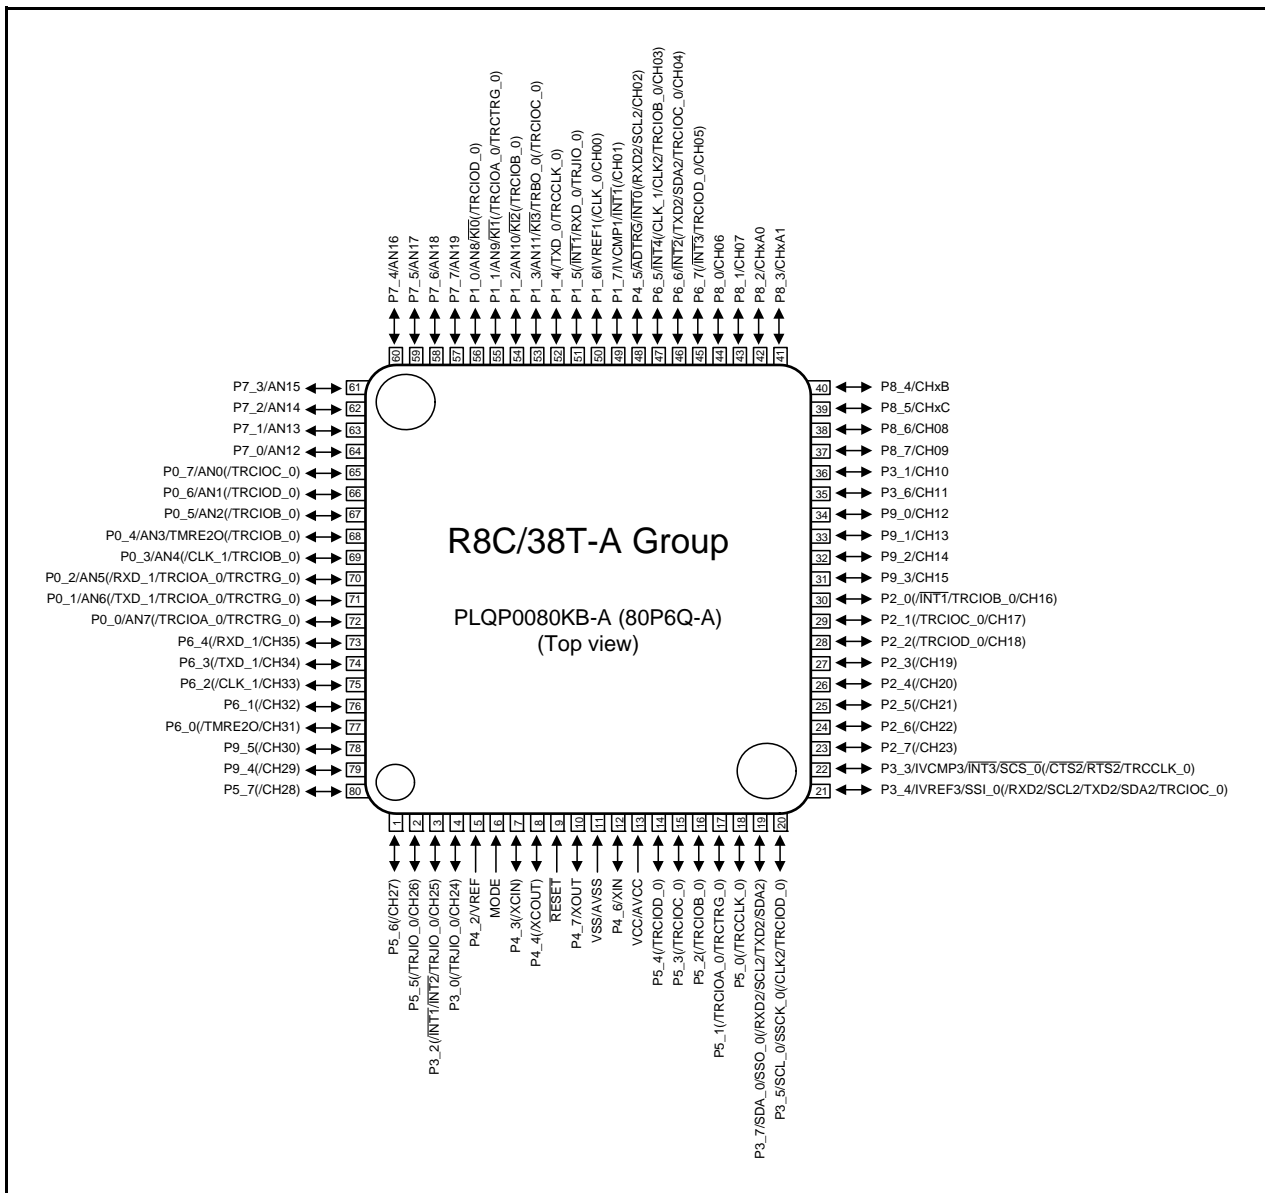 P7_4/AN16
P7_5/AN17
P7_6/AN18
P7_7/AN19
P1_0/AN8/KI0(/TRCIOD_0)
P1_1/AN9/KI1(/TRCIOA_0/TRCTRG_0)
P1_2/AN10/KI2(/TRCIOB_0)
P1_3/AN11/KI3/TRBO_0(/TRCIOC_0)
P1_4(/TXD_0/TRCCLK_0)
P1_5(/INT1/RXD_0/TRJIO_0)
P1_6/IVREF1(/CLK_0/CH00)
P1_7/IVCMP1/INT1(/CH01)
P4_5/ADTRG/INT0(/RXD2/SCL2/CH02)
P6_5/INT4(/CLK_1/CLK2/TRCIOB_0/CH03)
P6_6/INT2(/TXD2/SDA2/TRCIOC_0/CH04)
P6_7(/INT3/TRCIOD_0/CH05)
P8_0/CH06
P8_1/CH07
P8_2/CHxA0
P8_3/CHxA1
60 59 58 57 56 55 54 53 52 51 50 49 48 47 46 45 44 43 42 41
P7_3/AN15 61
P7_2/AN14 62
P7_1/AN13 63
P7_0/AN12 64
P0_7/AN0(/TRCIOC_0) 65
P0_6/AN1(/TRCIOD_0) 66
P0_5/AN2(/TRCIOB_0) 67
P0_4/AN3/TMRE2O(/TRCIOB_0) 68
P0_3/AN4(/CLK_1/TRCIOB_0) 69
P0_2/AN5(/RXD_1/TRCIOA_0/TRCTRG_0) 70
P0_1/AN6(/TXD_1/TRCIOA_0/TRCTRG_0) 71
P0_0/AN7(/TRCIOA_0/TRCTRG_0) 72
P6_4(/RXD_1/CH35) 73
P6_3(/TXD_1/CH34) 74
P6_2(/CLK_1/CH33) 75
P6_1(/CH32) 76
P6_0(/TMRE2O/CH31) 77
P9_5(/CH30) 78
P9_4(/CH29) 79
P5_7(/CH28) 80
R8C/38T-A Group
PLQP0080KB-A (80P6Q-A)
(Top view)
40 P8_4/CHxB
39 P8_5/CHxC
38 P8_6/CH08
37 P8_7/CH09
36 P3_1/CH10
35 P3_6/CH11
34 P9_0/CH12
33 P9_1/CH13
32 P9_2/CH14
31 P9_3/CH15
30 P2_0(/INT1/TRCIOB_0/CH16)
29 P2_1(/TRCIOC_0/CH17)
28 P2_2(/TRCIOD_0/CH18)
27 P2_3(/CH19)
26 P2_4(/CH20)
25 P2_5(/CH21)
24 P2_6(/CH22)
23 P2_7(/CH23)
22 P3_3/IVCMP3/INT3/SCS_0(/CTS2/RTS2/TRCCLK_0)
21 P3_4/IVREF3/SSI_0(/RXD2/SCL2/TXD2/SDA2/TRCIOC_0)
1 2 3 4 5 6 7 8 9 10 11 12 13 14 15 16 17 18 19 20
P5_6(/CH27)
P5_5(/TRJIO_0/CH26)
P3_2(/INT1/INT2/TRJIO_0/CH25)
P3_0(/TRJIO_0/CH24)
P4_2/VREF
MODE
P4_3(/XCIN)
P4_4(/XCOUT)
RESET
P4_7/XOUT
VSS/AVSS
P4_6/XIN
VCC/AVCC
P5_4(/TRCIOD_0)
P5_3(/TRCIOC_0)
P5_2(/TRCIOB_0)
P5_1(/TRCIOA_0/TRCTRG_0)
P5_0(/TRCCLK_0)
P3_7/SDA_0/SSO_0(/RXD2/SCL2/TXD2/SDA2)
P3_5/SCL_0/SSCK_0(/CLK2/TRCIOD_0)